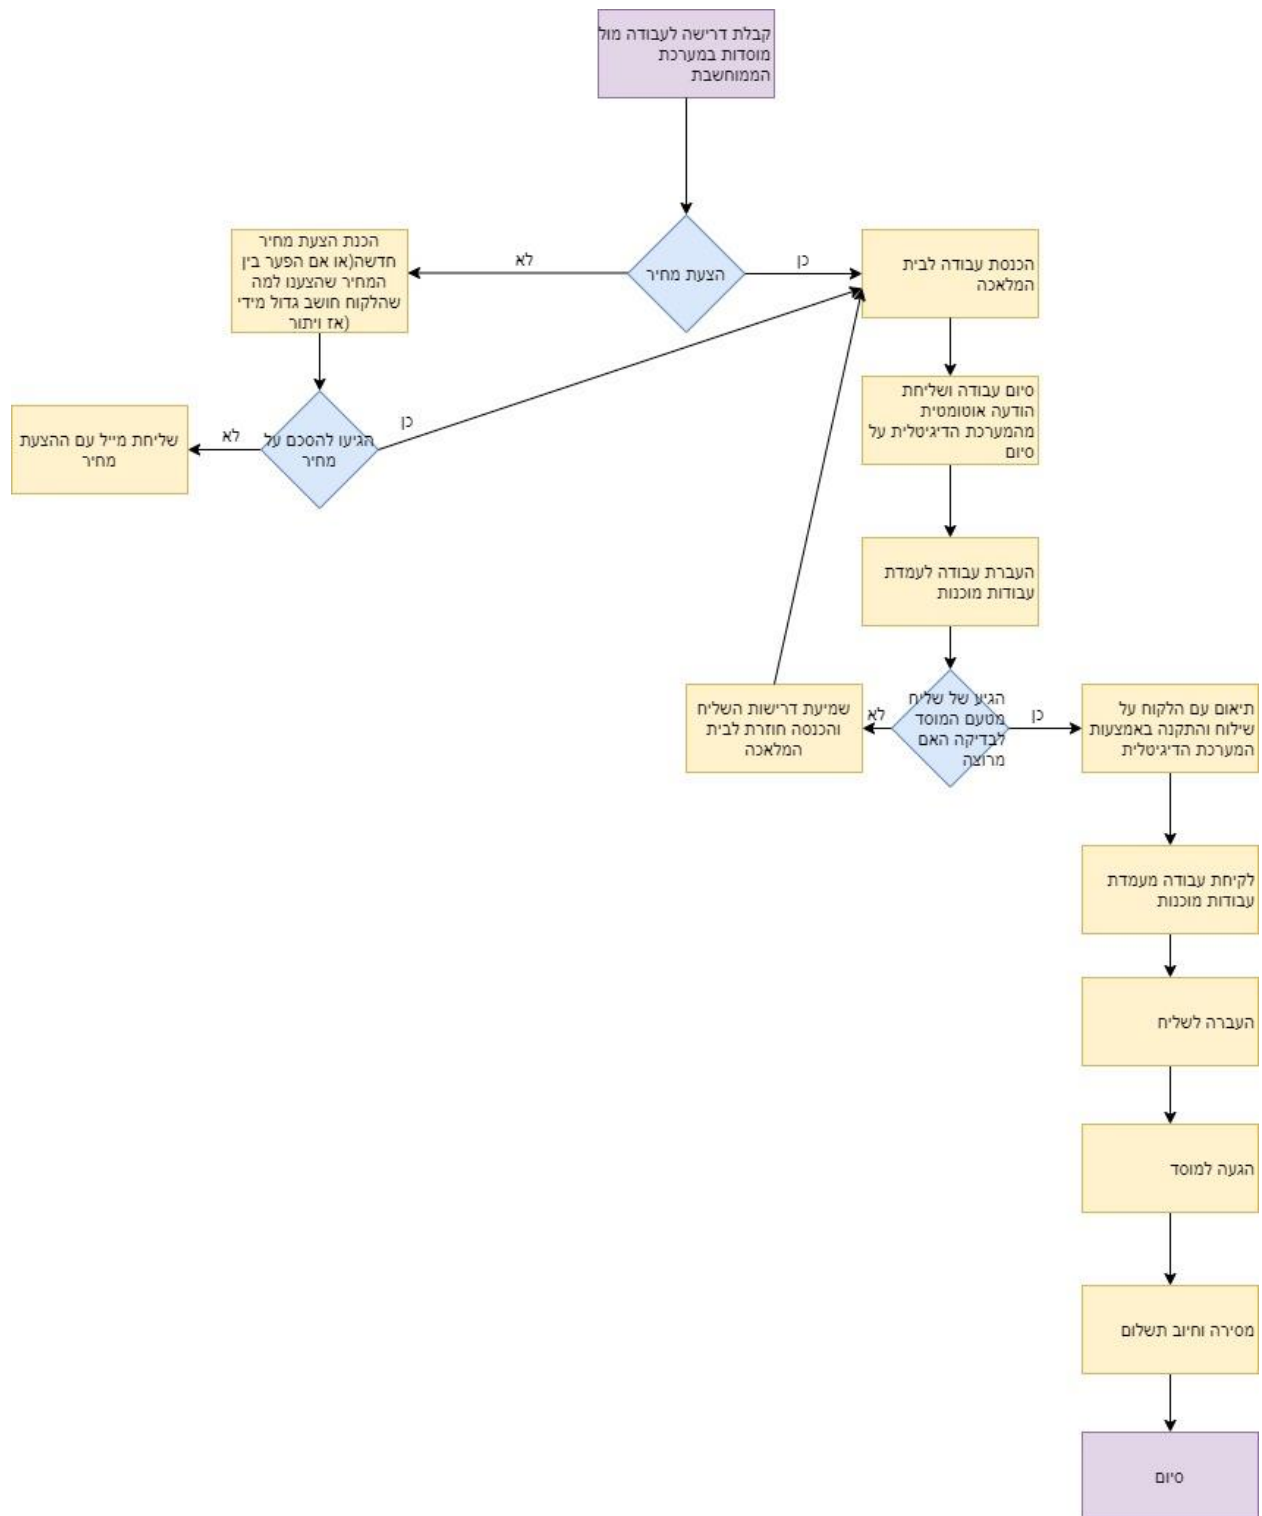 קבלת דרישה לעבודה מול
מוסדות במערכת
הממוחשבת
הצעת מחיר
כן
לא
הכנסת עבודה לבית
המלאכה
הכנת הצעת מחיר
חדשה(או אם הפער בין
המחיר שהצענו למה
שהלקוח חושב גדול מידי
(אז ויתור
הגיעו להסכם על
מחיר
כן
לא
שליחת מייל עם ההצעת
מחיר
סיום עבודה ושליחת
הודעה אוטומטית
מהמערכת הדיגיטלית על
סיום
העברת עבודה לעמדת
עבודות מוכנות
הגיע של שליח
מטעם המוסד
לבדיקה האם
מרוצה
כן
לא
תיאום עם הלקוח על
שילוח והתקנה באמצעות
המערכת הדיגיטלית
שמיעת דרישות השליח
והכנסה חוזרת לבית
המלאכה
לקיחת עבודה מעמדת
עבודות מוכנות
העברה לשליח
הגעה למוסד
מסירה וחיוב תשלום
סיום